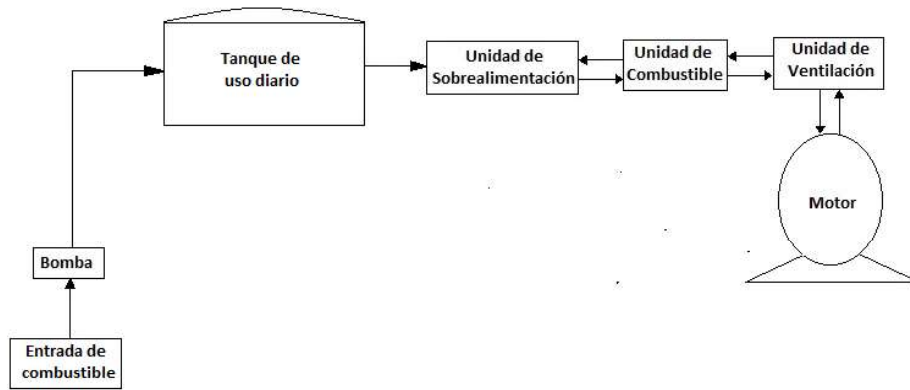 Tanque de
uso diario
Unidad de
Sobrealimentación
Unidad de
Combustible
Unidad de
Ventilación
Motor
Bomba
Entrada de
combustible